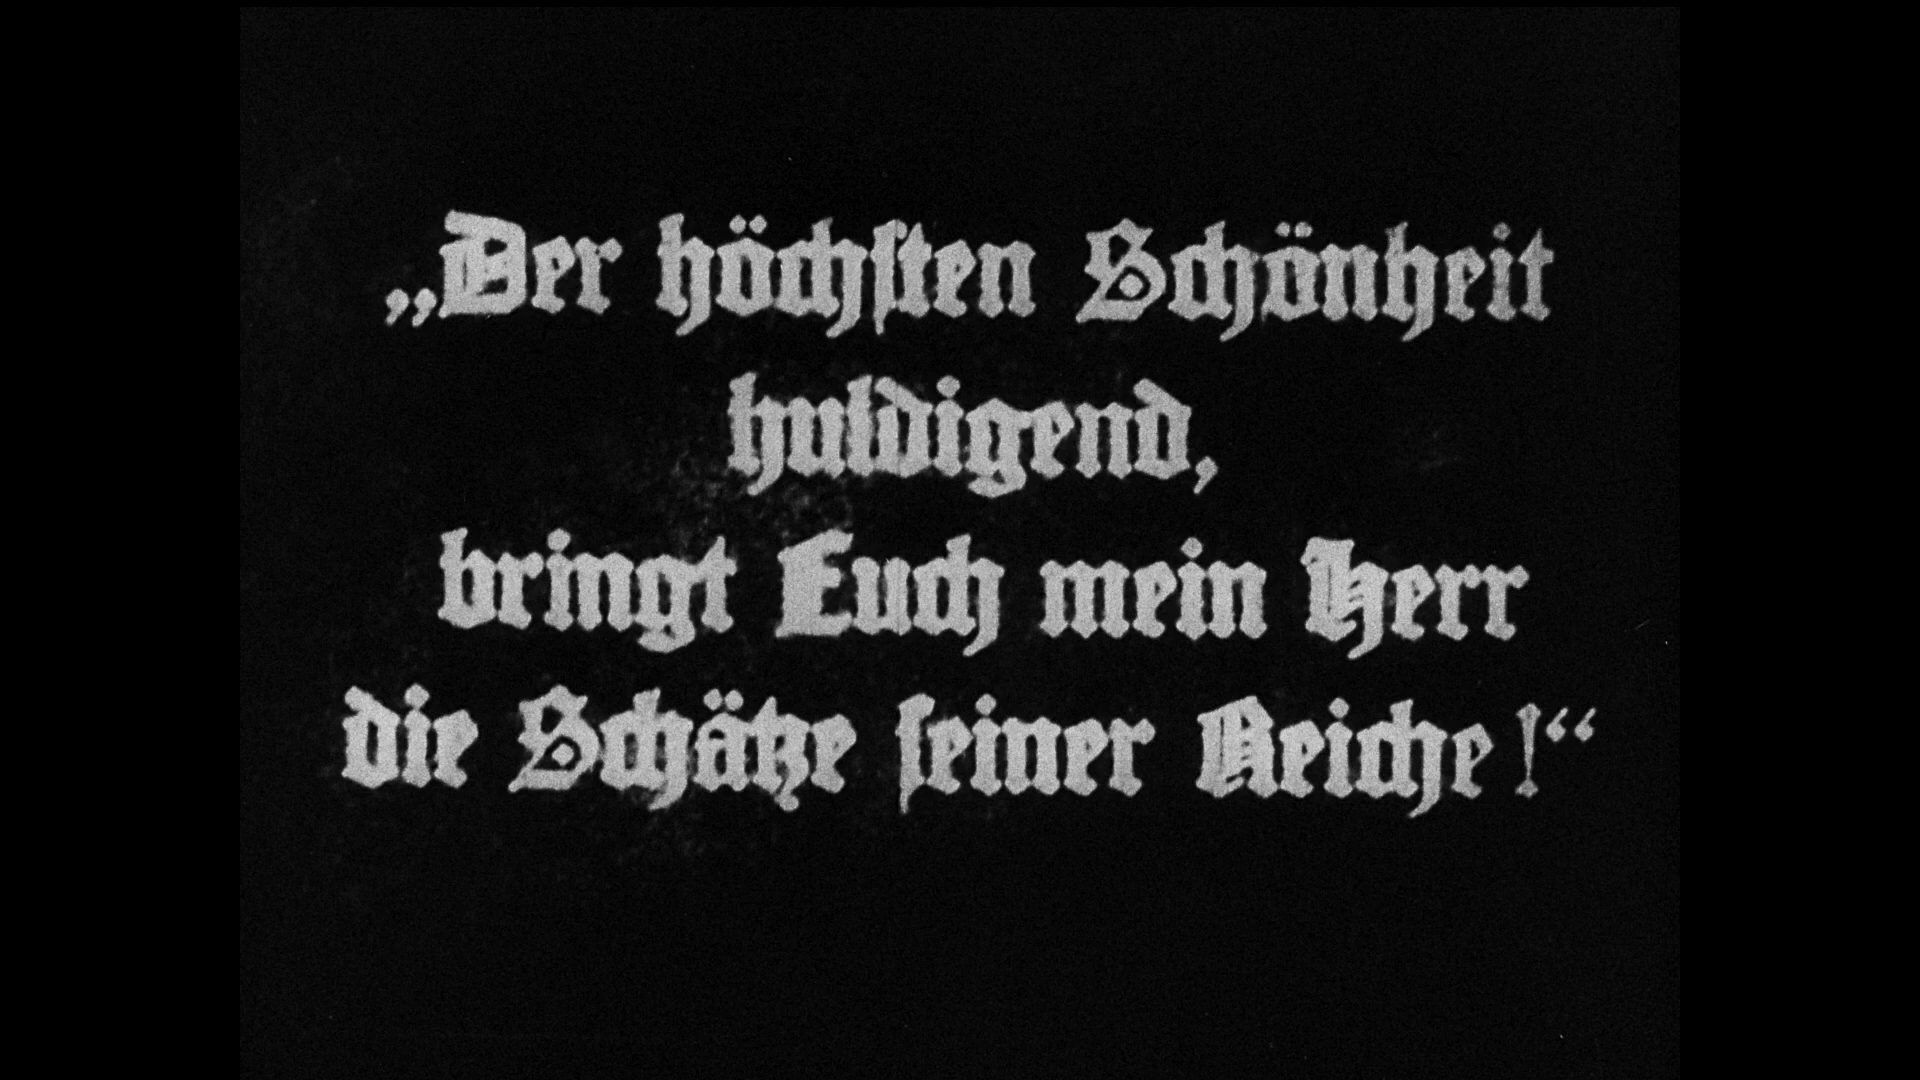 „Der höchſten Schönheit
huldigend,
bringt Euch mein Herr
die Schätze ſeiner Reiche!“